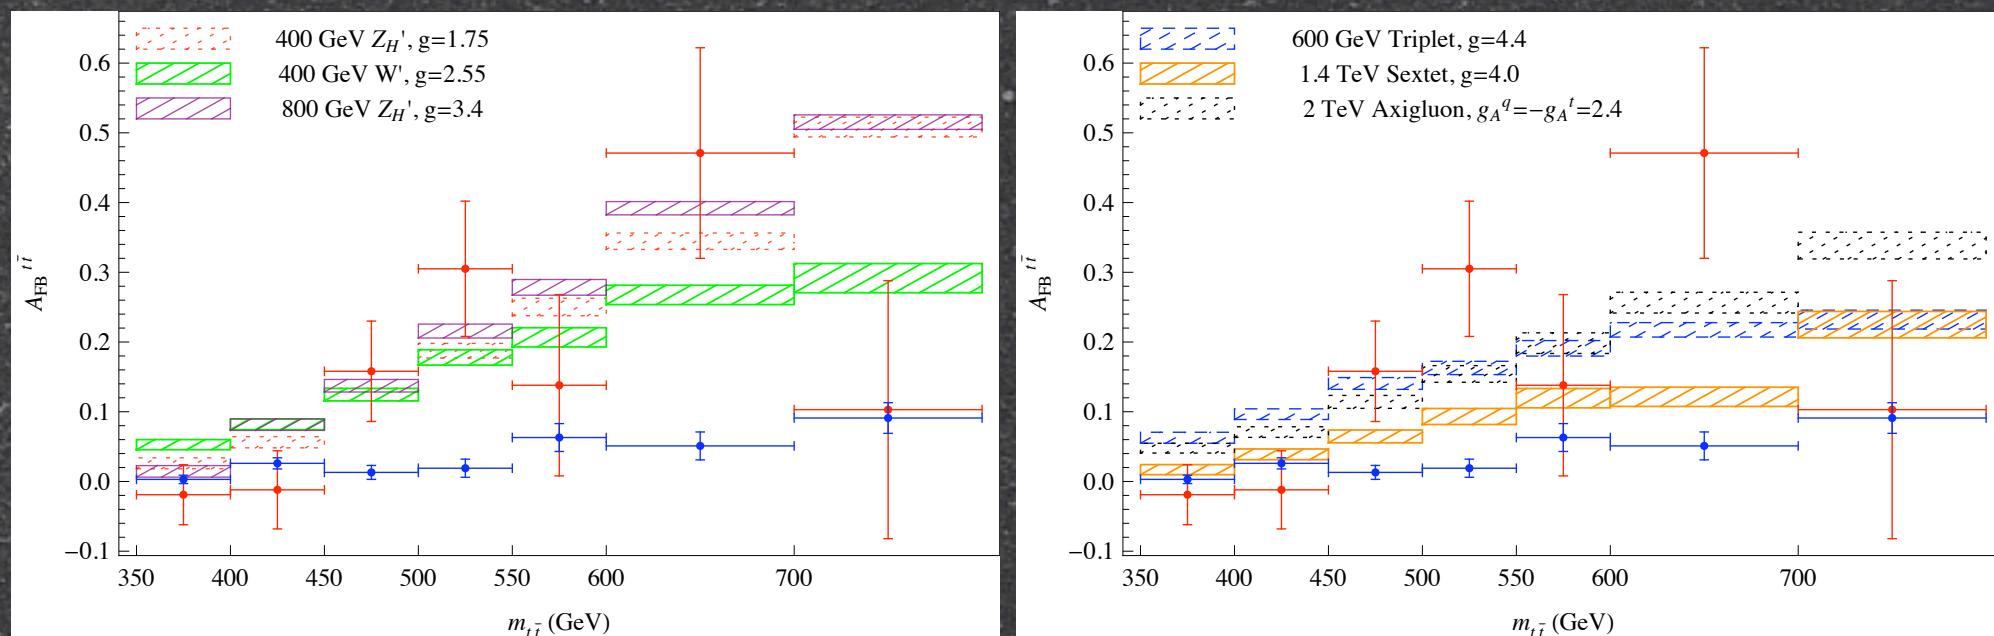 400 GeV Z_H', g=1.75
400 GeV W', g=2.55
800 GeV Z_H', g=3.4
0.6
0.5
0.4
0.3
0.2
0.1
0.0
−0.1
A_FB^{t t̄}
350 400 450 500 550 600 700
m_{t t̄} (GeV)
600 GeV Triplet, g=4.4
1.4 TeV Sextet, g=4.0
2 TeV Axigluon, g_A^q=−g_A^t=2.4
0.6
0.5
0.4
0.3
0.2
0.1
0.0
−0.1
A_FB^{t t̄}
350 400 450 500 550 600 700
m_{t t̄} (GeV)